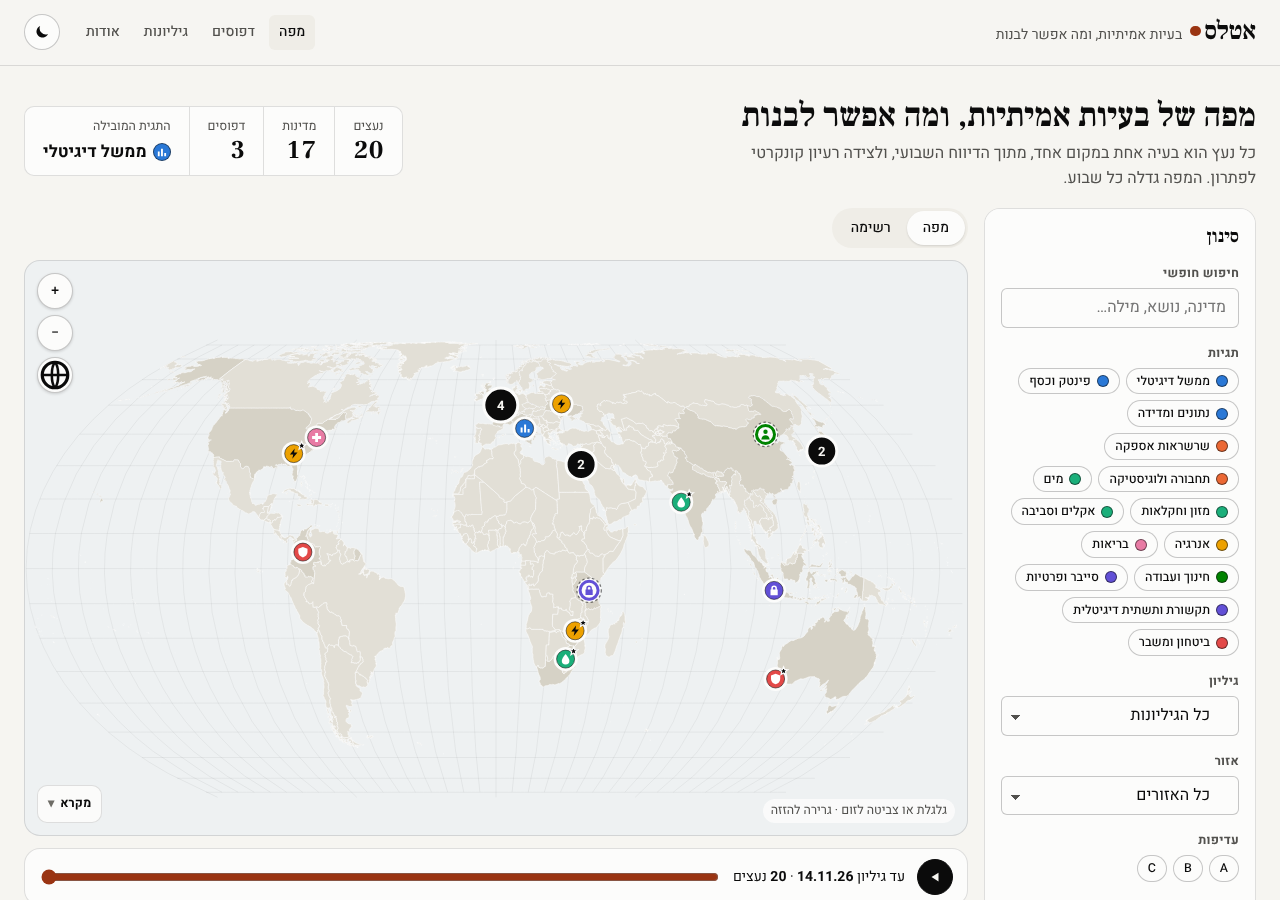 אטלס
בעיות אמיתיות, ומה אפשר לבנות
מפה
דפוסים
גיליונות
אודות
מפה של בעיות אמיתיות, ומה אפשר לבנות
כל נעץ הוא בעיה אחת במקום אחד, מתוך הדיווח השבועי, ולצידה רעיון קונקרטי
לפתרון. המפה גדלה כל שבוע.
נעצים
20
מדינות
17
דפוסים
3
התגית המובילה
ממשל דיגיטלי
סינון
חיפוש חופשי
מדינה, נושא, מילה...
תגיות
ממשל דיגיטלי
פינטק וכסף
נתונים ומדידה
שרשראות אספקה
תחבורה ולוגיסטיקה
מים
מזון וחקלאות
אקלים וסביבה
אנרגיה
בריאות
חינוך ועבודה
סייבר ופרטיות
תקשורת ותשתית דיגיטלית
ביטחון ומשבר
גיליון
כל הגיליונות
אזור
כל האזורים
עדיפות
A
B
C
מפה
רשימה
+
−
4
2
2
מקרא ▾
גלגלת או צביטה לזום · גרירה להזזה
עד גיליון 14.11.26 · 20 נעצים